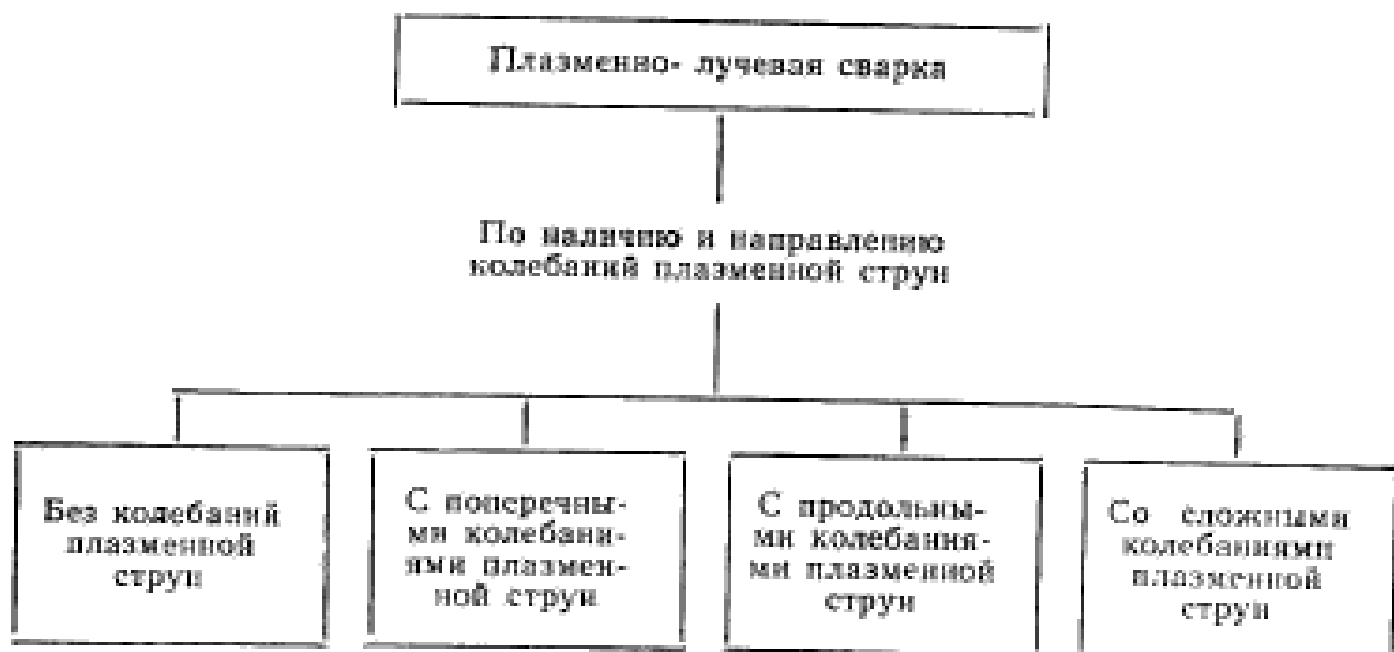 Плазменно- лучевая сварка
По наличию и направлению
колебаний плазменной струи
Без колебаний
плазменной
струи
С поперечны-
ми колебани-
ями плазмен-
ной струи
С продольны-
ми колебания-
ми плазменной
струи
Со сложными
колебаниями
плазменной
струи